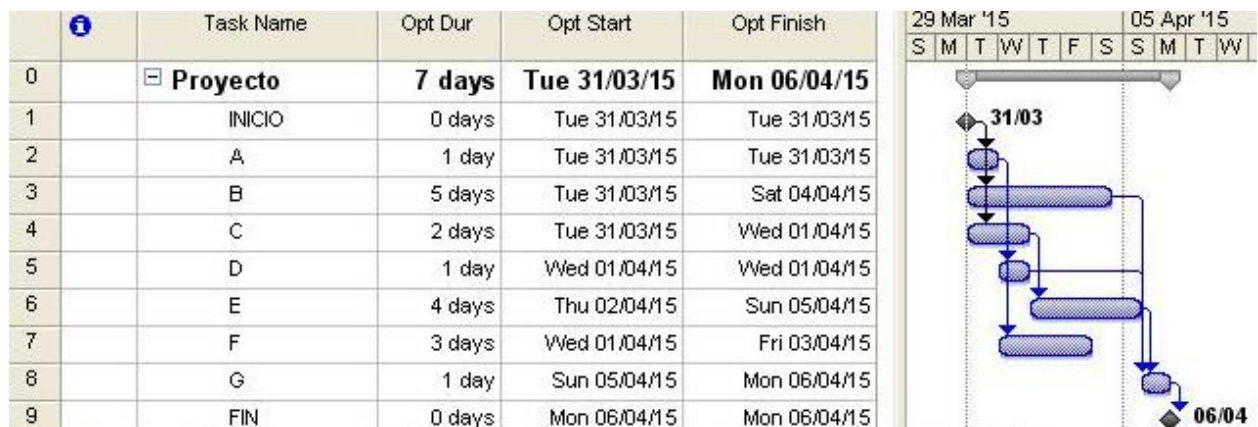 Task Name Opt Dur Opt Start Opt Finish 29 Mar '15 05 Apr '15
S M T W T F S S M T W
0 Proyecto 7 days Tue 31/03/15 Mon 06/04/15
1 INICIO 0 days Tue 31/03/15 Tue 31/03/15 31/03
2 A 1 day Tue 31/03/15 Tue 31/03/15
3 B 5 days Tue 31/03/15 Sat 04/04/15
4 C 2 days Tue 31/03/15 Wed 01/04/15
5 D 1 day Wed 01/04/15 Wed 01/04/15
6 E 4 days Thu 02/04/15 Sun 05/04/15
7 F 3 days Wed 01/04/15 Fri 03/04/15
8 G 1 day Sun 05/04/15 Mon 06/04/15
9 FIN 0 days Mon 06/04/15 Mon 06/04/15 06/04